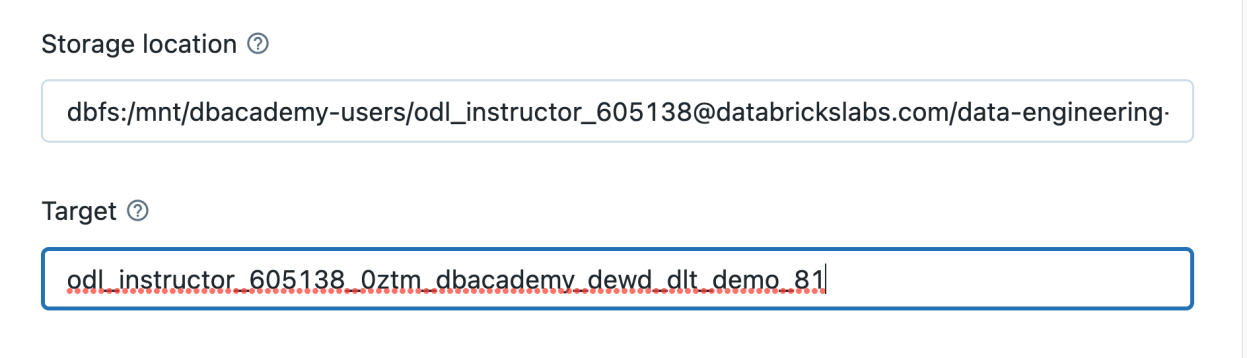 Storage location
dbfs:/mnt/dbacademy-users/odl_instructor_605138@databrickslabs.com/data-engineering-
Target
odl_instructor_605138_0ztm_dbacademy_dewd_dlt_demo_81